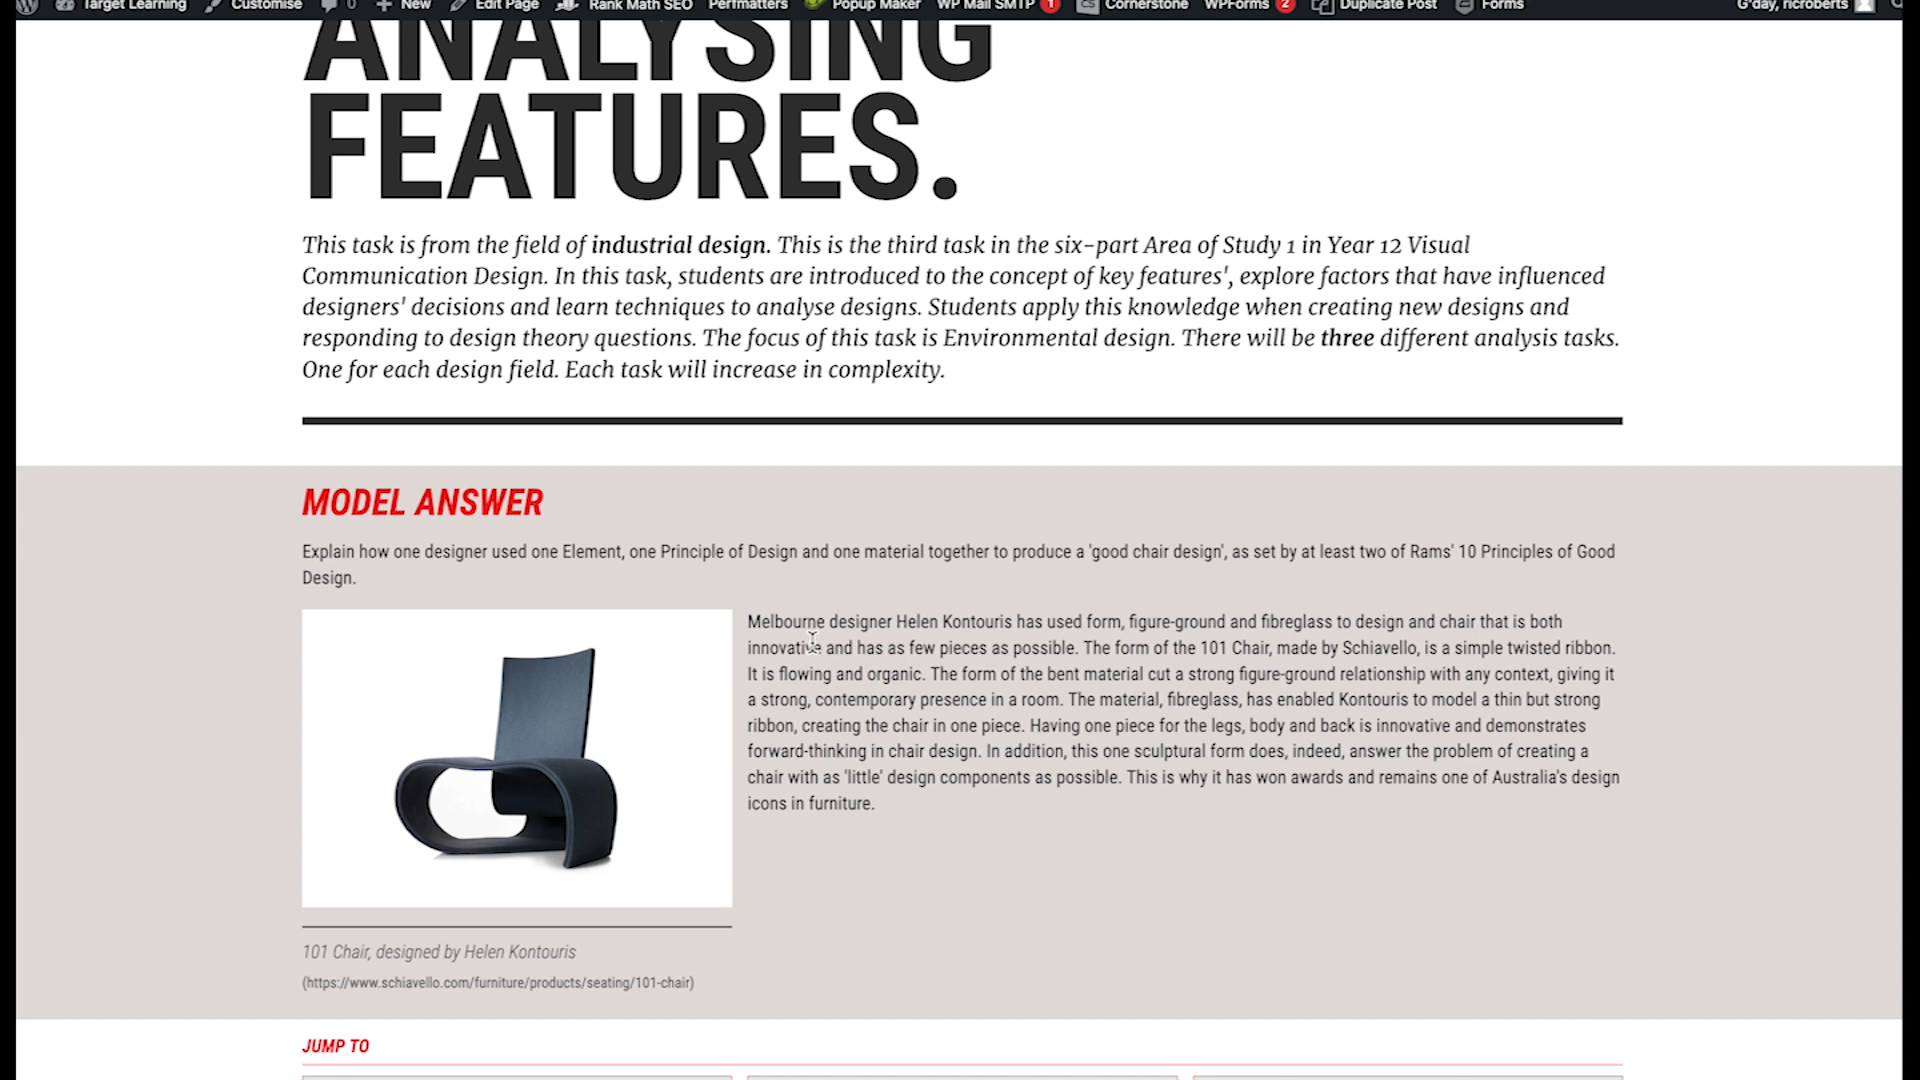 Target Learning Customise 0 New Edit Page Rank Math SEO Perfmatters Popup Maker WP Mail SMTP 1 CS Cornerstone WPForms 2 Duplicate Post Forms G'day, ricroberts
ANALYSING
FEATURES.
This task is from the field of industrial design. This is the third task in the six-part Area of Study 1 in Year 12 Visual
Communication Design. In this task, students are introduced to the concept of key features', explore factors that have influenced
designers' decisions and learn techniques to analyse designs. Students apply this knowledge when creating new designs and
responding to design theory questions. The focus of this task is Environmental design. There will be three different analysis tasks.
One for each design field. Each task will increase in complexity.
MODEL ANSWER
Explain how one designer used one Element, one Principle of Design and one material together to produce a 'good chair design', as set by at least two of Rams' 10 Principles of Good
Design.
Melbourne designer Helen Kontouris has used form, figure-ground and fibreglass to design and chair that is both
innovative and has as few pieces as possible. The form of the 101 Chair, made by Schiavello, is a simple twisted ribbon.
It is flowing and organic. The form of the bent material cut a strong figure-ground relationship with any context, giving it
a strong, contemporary presence in a room. The material, fibreglass, has enabled Kontouris to model a thin but strong
ribbon, creating the chair in one piece. Having one piece for the legs, body and back is innovative and demonstrates
forward-thinking in chair design. In addition, this one sculptural form does, indeed, answer the problem of creating a
chair with as 'little' design components as possible. This is why it has won awards and remains one of Australia's design
icons in furniture.
101 Chair, designed by Helen Kontouris
(https://www.schiavello.com/furniture/products/seating/101-chair)
JUMP TO